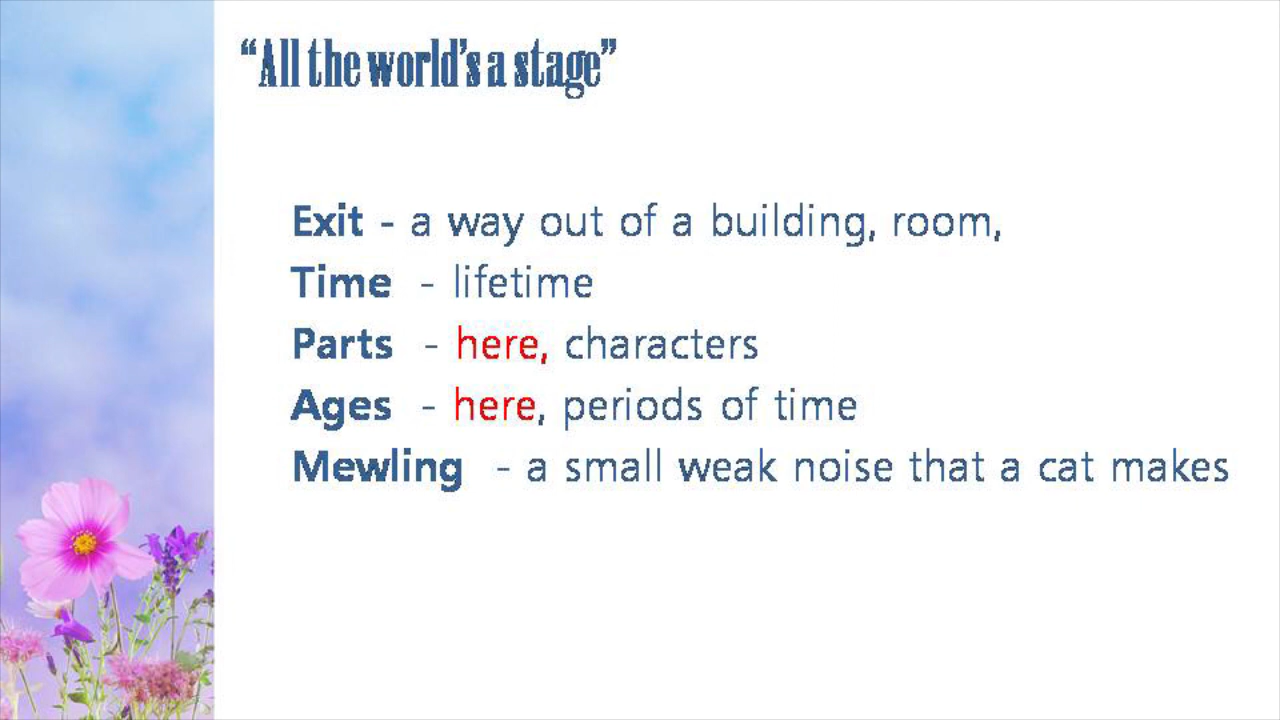 “All the world’s a stage”
Exit - a way out of a building, room,
Time - lifetime
Parts - here, characters
Ages - here, periods of time
Mewling - a small weak noise that a cat makes